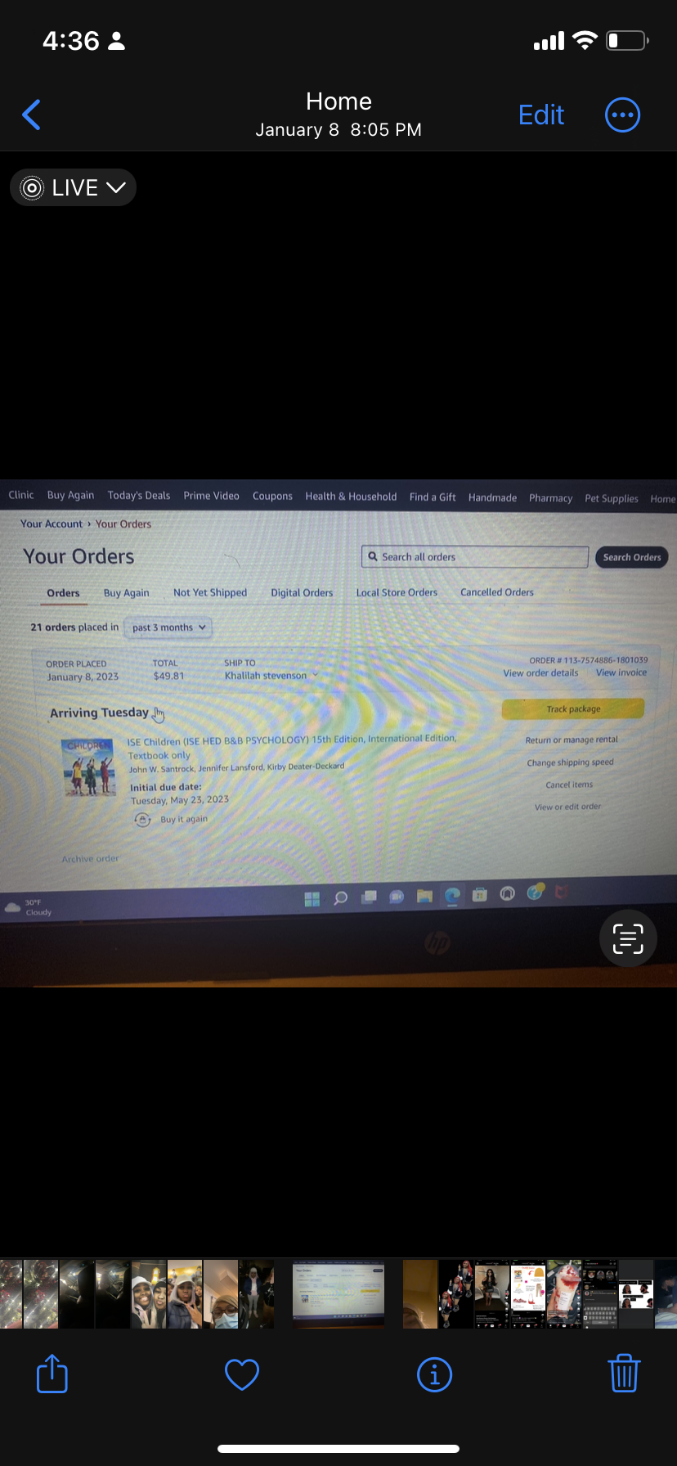 4:36
Home
January 8 8:05 PM
Edit
LIVE
Clinic Buy Again Today's Deals Prime Video Coupons Health & Household Find a Gift Handmade Pharmacy Pet Supplies Home
Your Account › Your Orders
Your Orders
Search all orders
Search Orders
Orders Buy Again Not Yet Shipped Digital Orders Local Store Orders Cancelled Orders
21 orders placed in past 3 months
ORDER PLACED TOTAL SHIP TO ORDER # 113-7574886-1801039
January 8, 2023 $49.81 Khalilah stevenson View order details View invoice
Arriving Tuesday
Track package
CHILDREN
ISE Children (ISE HED B&B PSYCHOLOGY) 15th Edition, International Edition,
Textbook only
John W. Santrock, Jennifer Lansford, Kirby Deater-Deckard
Initial due date:
Tuesday, May 23, 2023
Buy it again
Return or manage rental
Change shipping speed
Cancel items
View or edit order
Archive order
30°F
Cloudy
hp